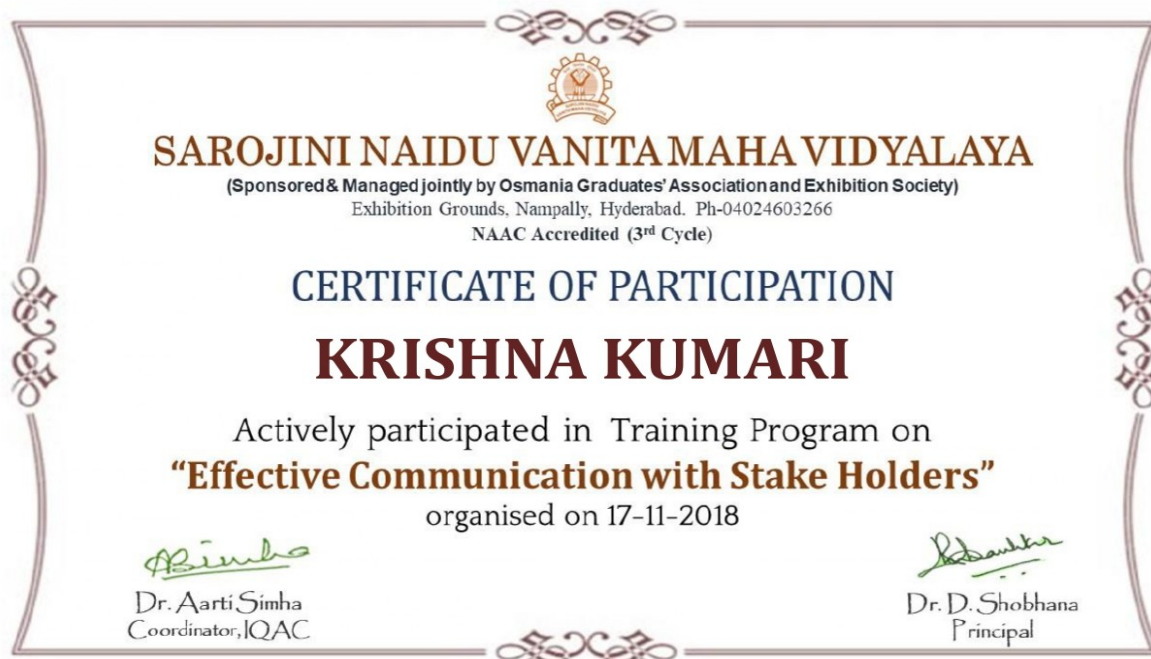 SAROJINI NAIDU VANITA MAHA VIDYALAYA
(Sponsored & Managed jointly by Osmania Graduates' Association and Exhibition Society)
Exhibition Grounds, Nampally, Hyderabad. Ph-04024603266
NAAC Accredited (3rd Cycle)
CERTIFICATE OF PARTICIPATION
KRISHNA KUMARI
Actively participated in Training Program on
“Effective Communication with Stake Holders”
organised on 17-11-2018
Dr. Aarti Simha
Coordinator, IQAC
Dr. D. Shobhana
Principal